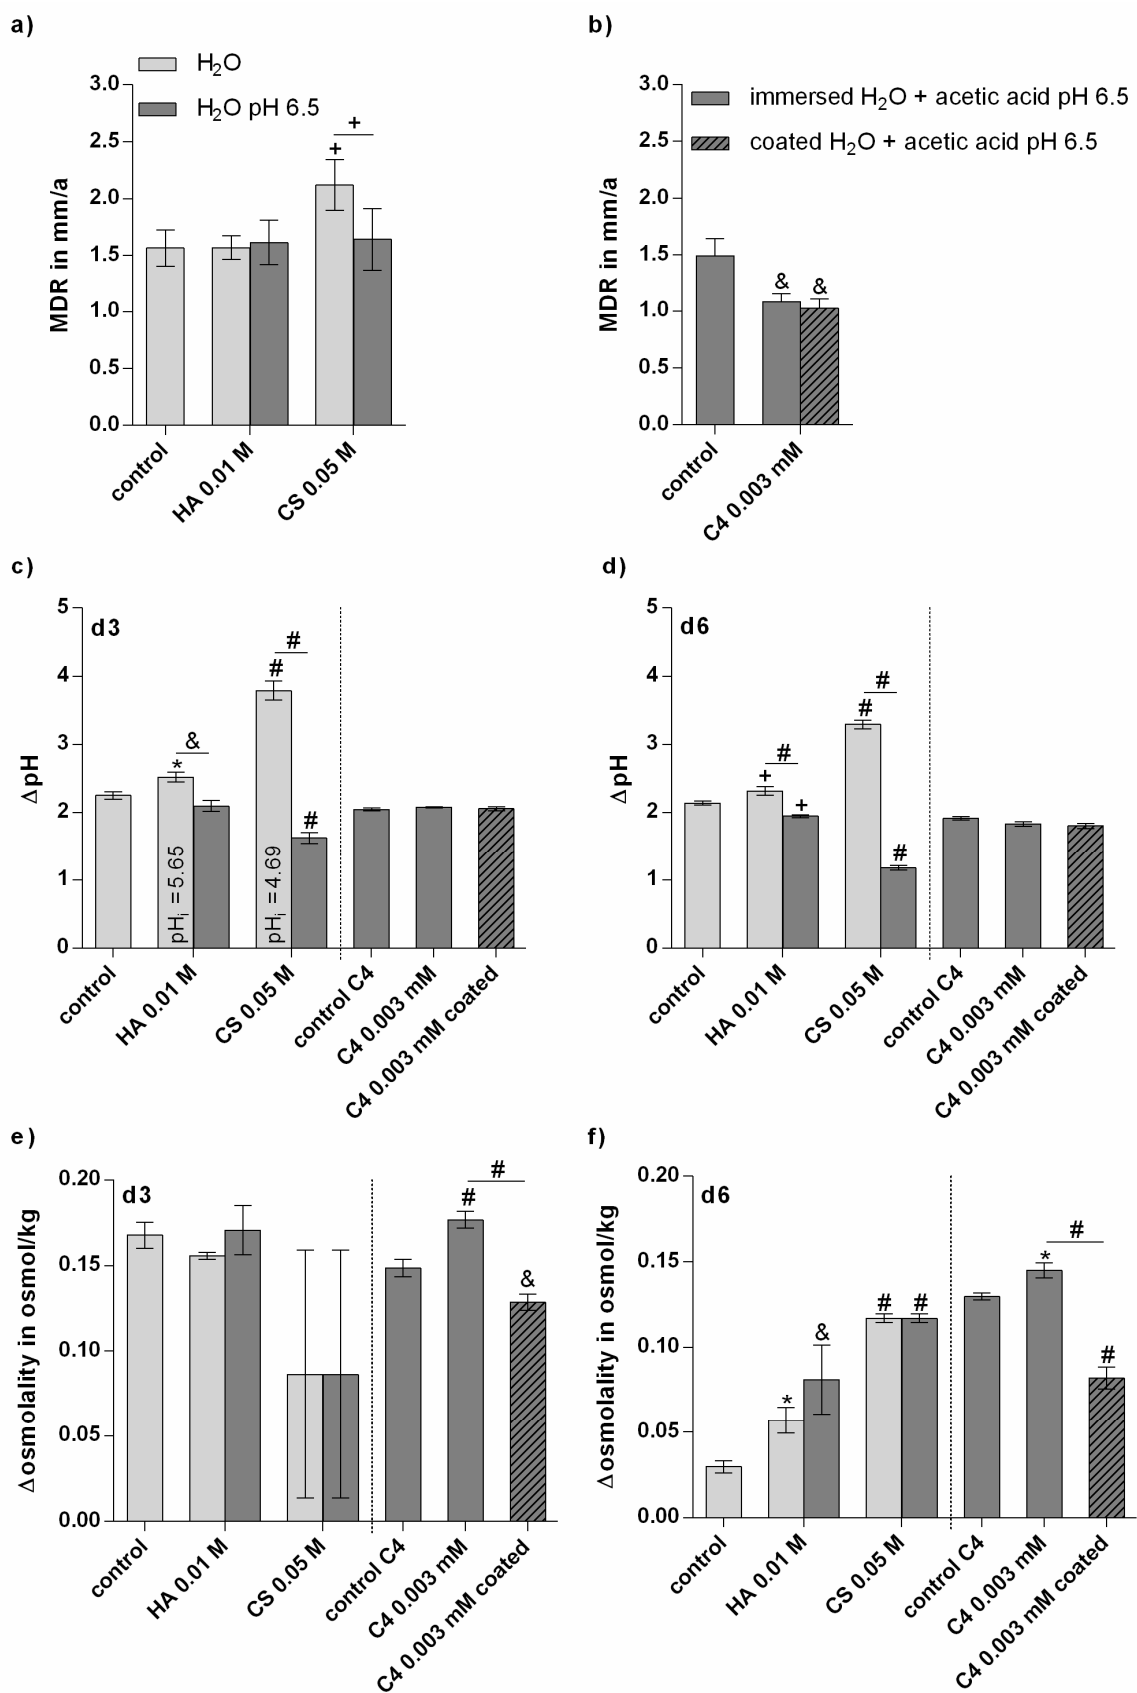 a)
H₂O
H₂O pH 6.5
3.0
2.5
2.0
1.5
1.0
0.5
0.0
MDR in mm/a
+
+
control
HA 0.01 M
CS 0.05 M
b)
immersed H₂O + acetic acid pH 6.5
coated H₂O + acetic acid pH 6.5
3.0
2.5
2.0
1.5
1.0
0.5
0.0
MDR in mm/a
& &
control
C4 0.003 mM
c)
d3
5
4
3
2
1
0
ΔpH
*
&
#
#
#
pHᵢ =5.65
pHᵢ =4.69
control
HA 0.01 M
CS 0.05 M
control C4
C4 0.003 mM
C4 0.003 mM coated
d)
d6
5
4
3
2
1
0
ΔpH
+
#
+
#
#
#
control
HA 0.01 M
CS 0.05 M
control C4
C4 0.003 mM
C4 0.003 mM coated
e)
d3
0.20
0.15
0.10
0.05
0.00
Δosmolality in osmol/kg
#
#
&
control
HA 0.01 M
CS 0.05 M
control C4
C4 0.003 mM
C4 0.003 mM coated
f)
d6
0.20
0.15
0.10
0.05
0.00
Δosmolality in osmol/kg
*
&
# #
*
#
#
control
HA 0.01 M
CS 0.05 M
control C4
C4 0.003 mM
C4 0.003 mM coated